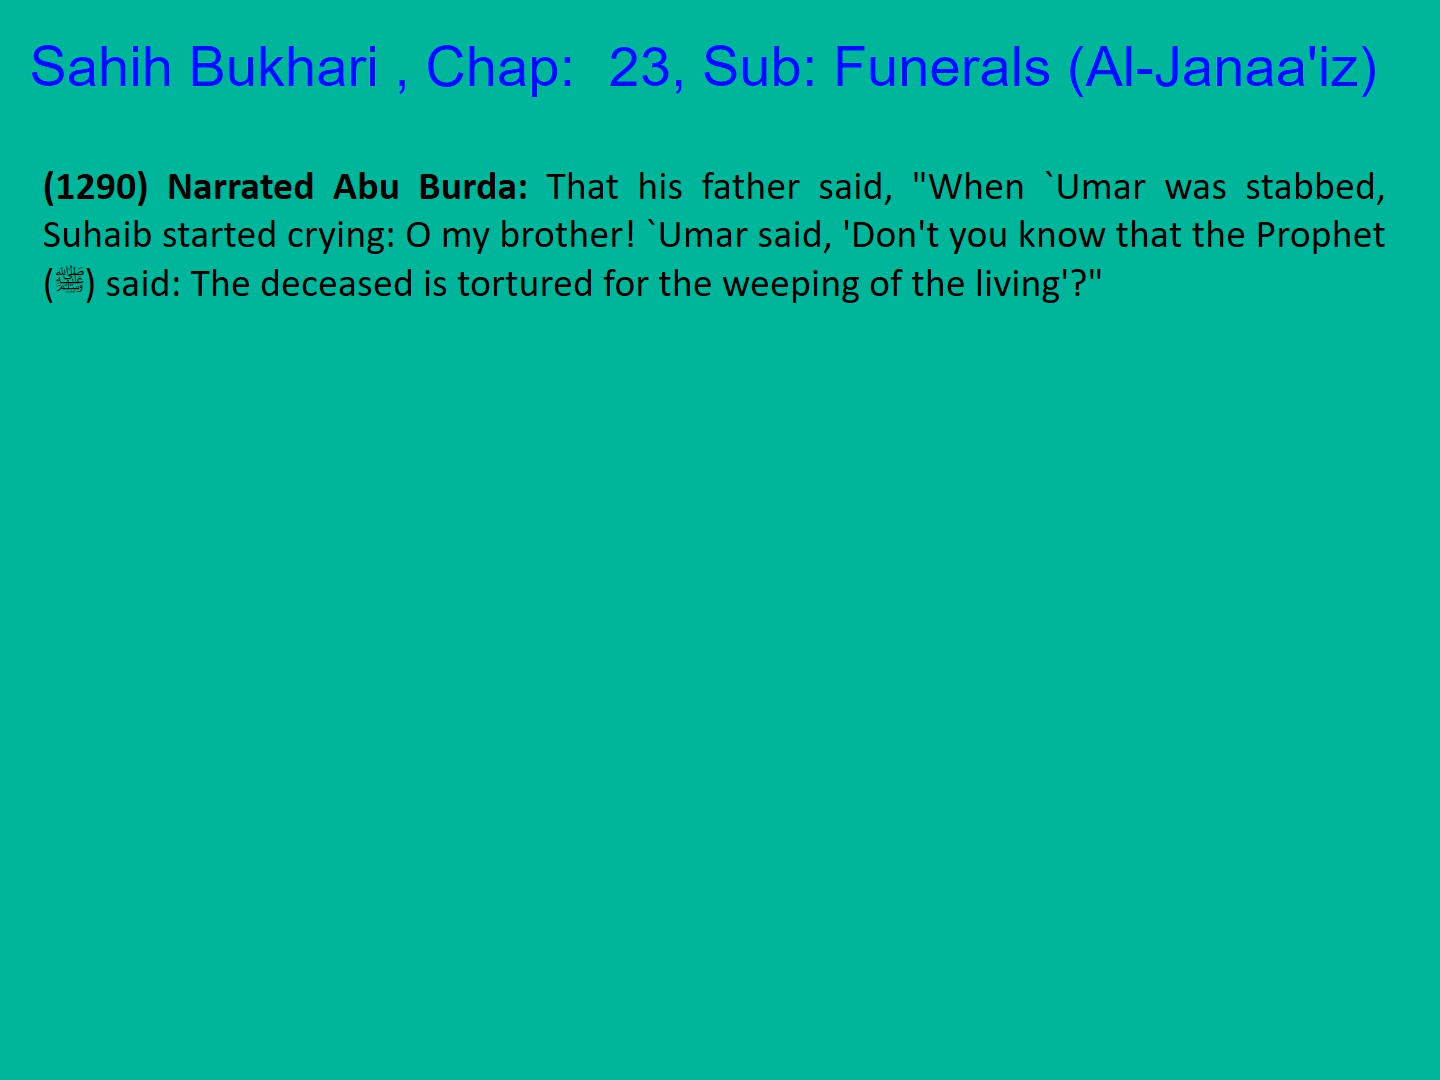 Sahih Bukhari , Chap:  23, Sub: Funerals (Al-Janaa'iz)
(1290) Narrated Abu Burda: That his father said, "When `Umar was stabbed,
Suhaib started crying: O my brother! `Umar said, 'Don't you know that the Prophet
(ﷺ) said: The deceased is tortured for the weeping of the living'?"